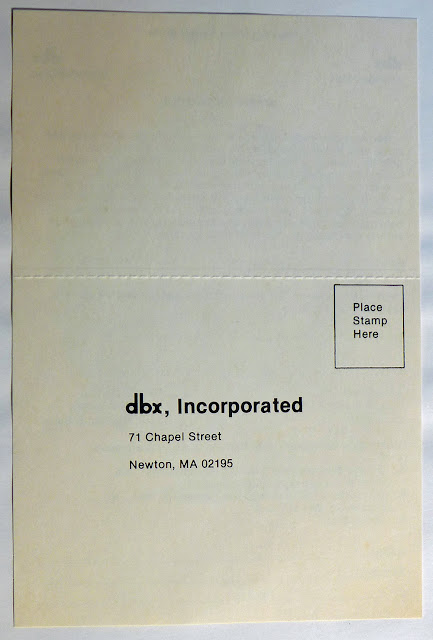 Place
Stamp
Here
dbx, Incorporated
71 Chapel Street
Newton, MA 02195